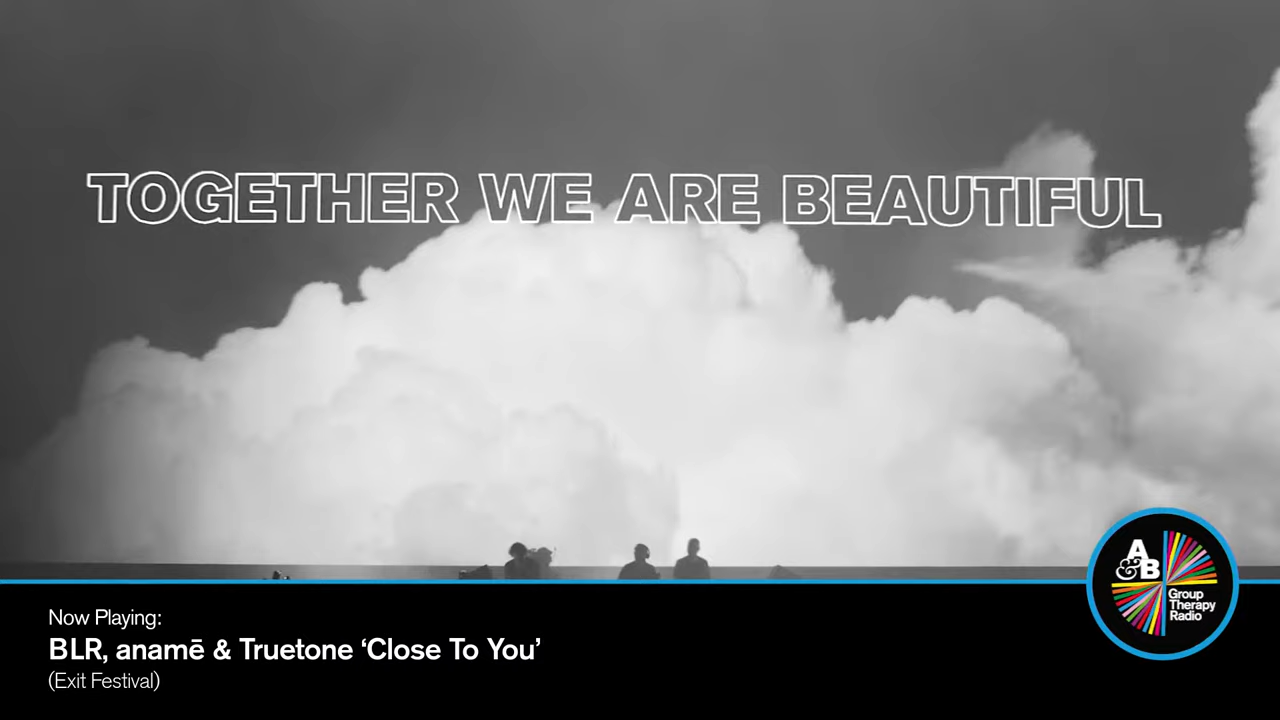 TOGETHER WE ARE BEAUTIFUL
A
&B
Group
Therapy
Radio
Now Playing:
BLR, anamē & Truetone ‘Close To You’
(Exit Festival)